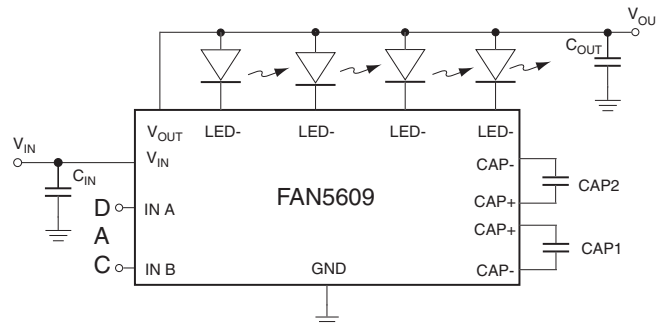 VOU
COUT
VOUT LED- LED- LED- LED-
VIN
VIN
CIN
CAP-
CAP2
FAN5609
D
IN A
CAP+
A
CAP+
CAP1
C
IN B
GND
CAP-